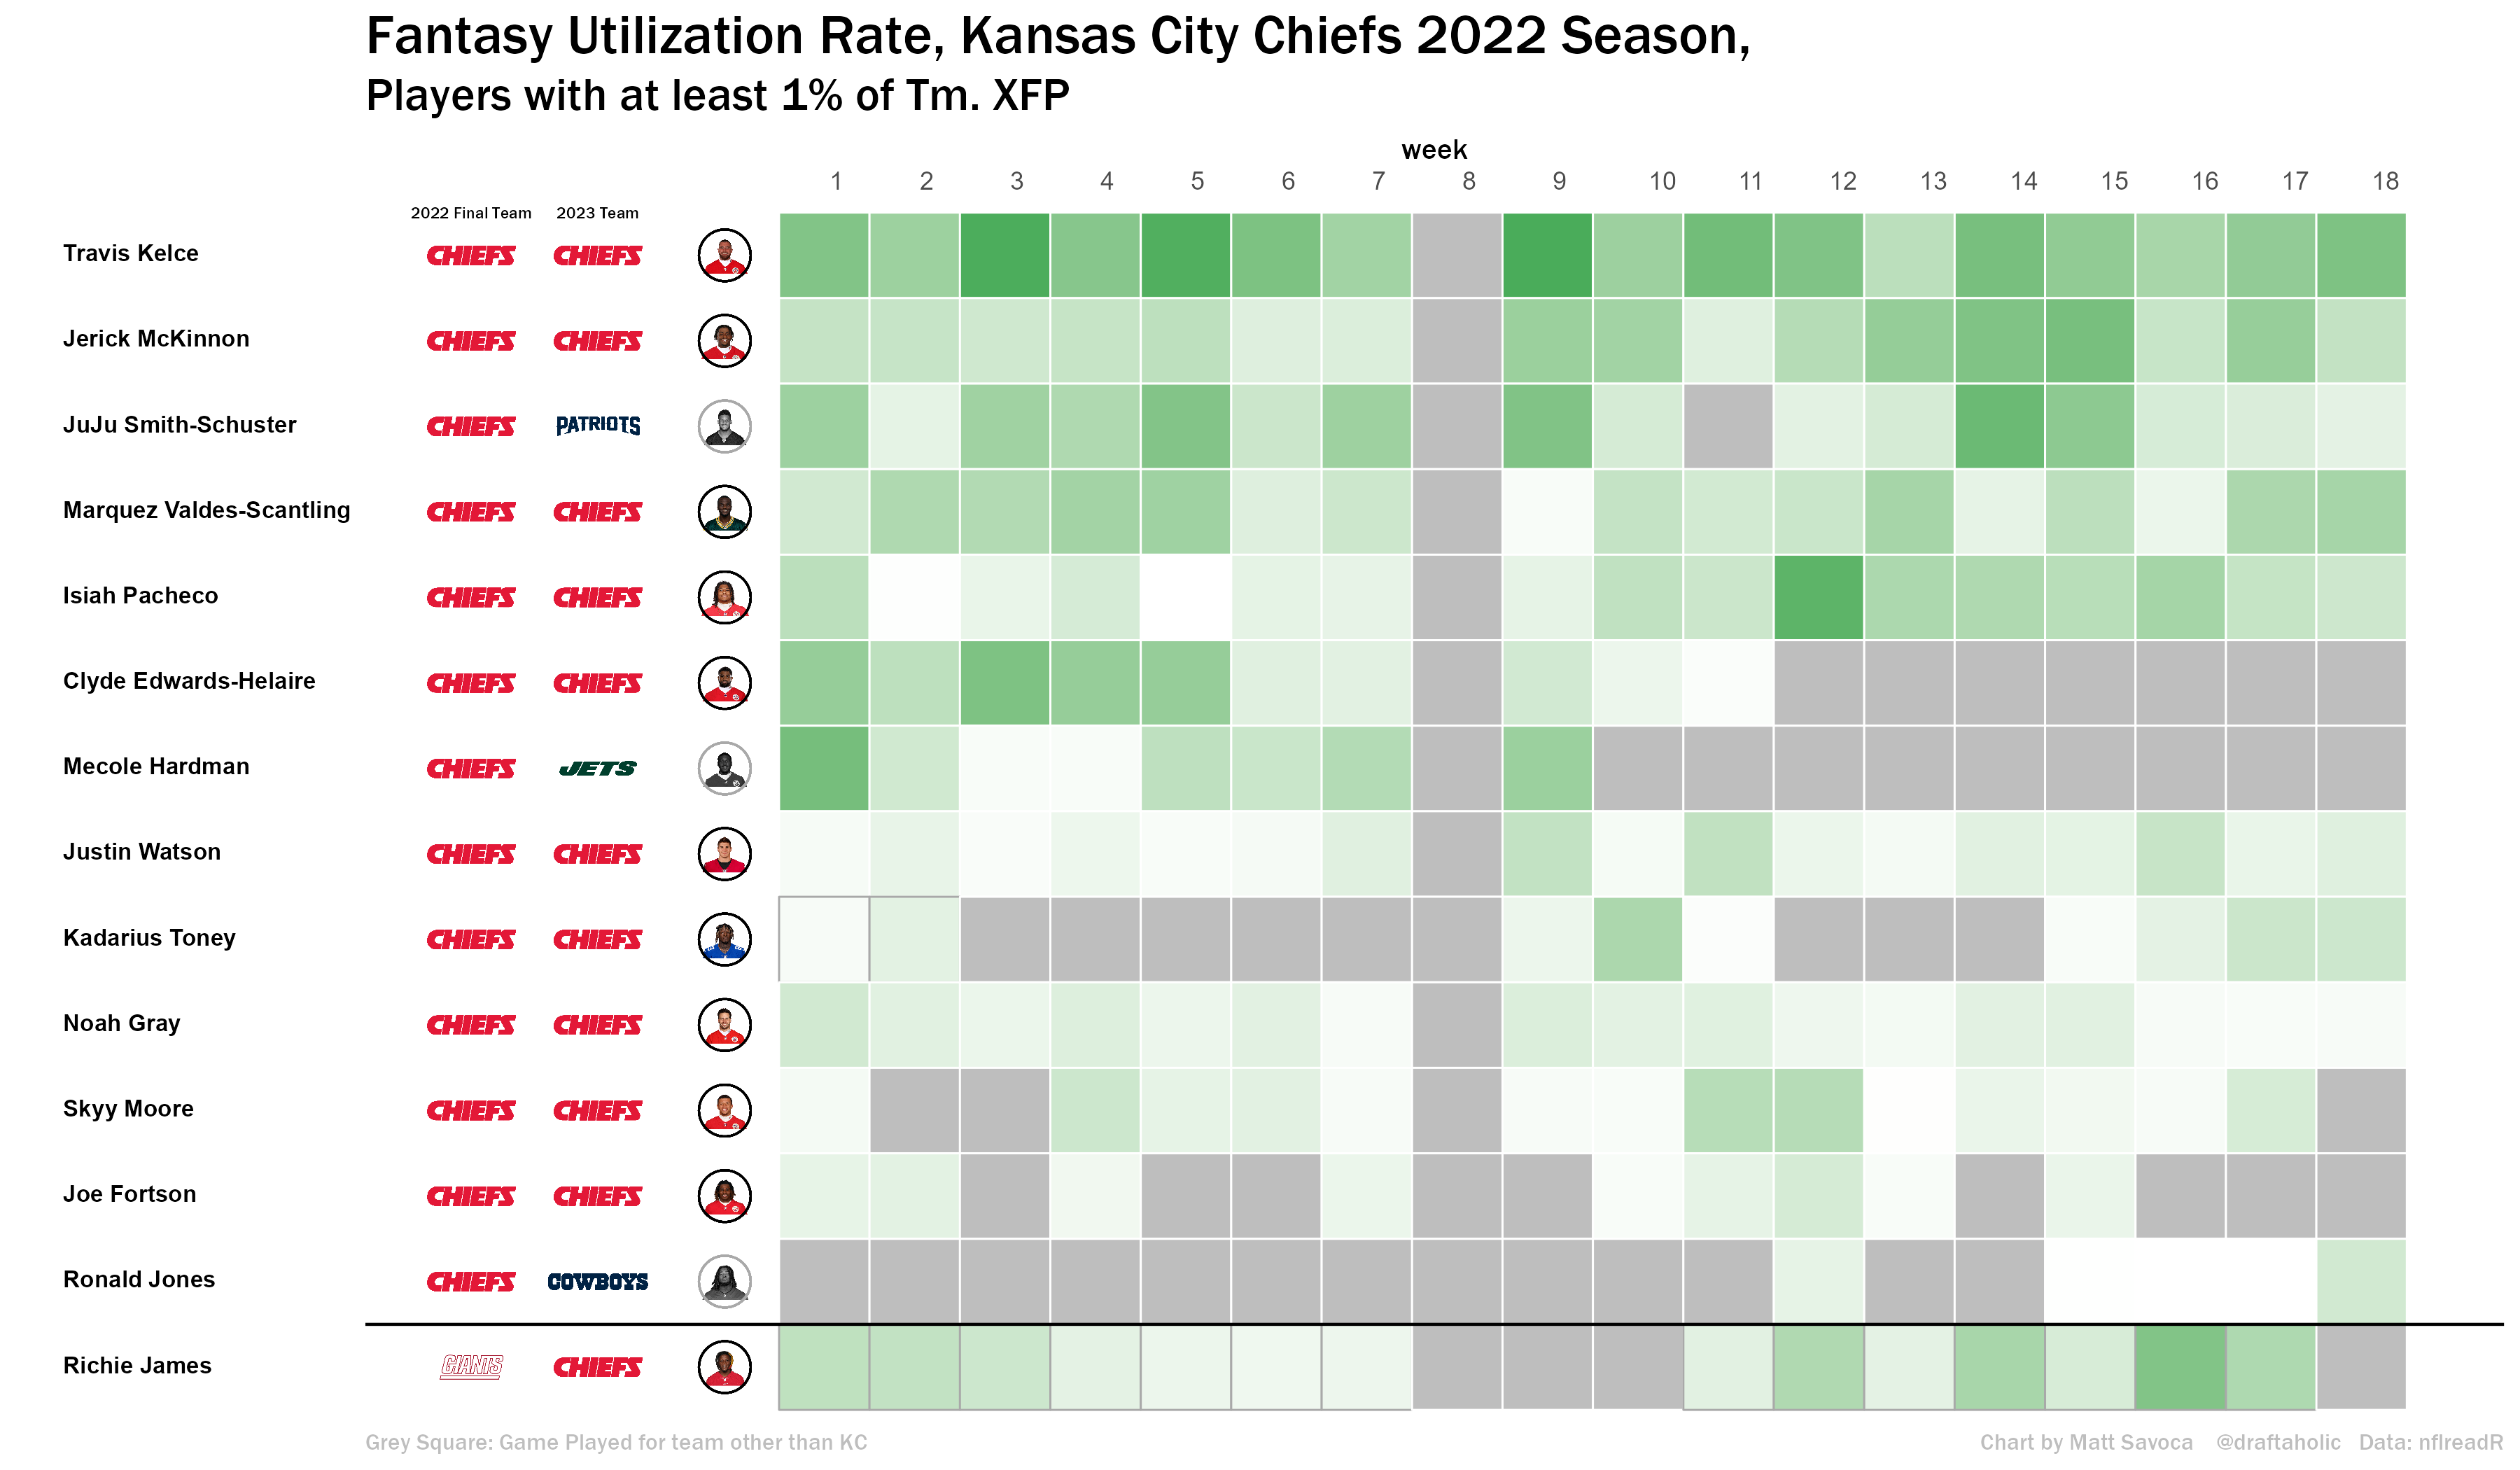 Fantasy Utilization Rate, Kansas City Chiefs 2022 Season,
Players with at least 1% of Tm. XFP
week
1 2 3 4 5 6 7 8 9 10 11 12 13 14 15 16 17 18
2022 Final Team 2023 Team
Travis Kelce CHIEFS CHIEFS
Jerick McKinnon CHIEFS CHIEFS
JuJu Smith-Schuster CHIEFS PATRIOTS
Marquez Valdes-Scantling CHIEFS CHIEFS
Isiah Pacheco CHIEFS CHIEFS
Clyde Edwards-Helaire CHIEFS CHIEFS
Mecole Hardman CHIEFS JETS
Justin Watson CHIEFS CHIEFS
Kadarius Toney CHIEFS CHIEFS
Noah Gray CHIEFS CHIEFS
Skyy Moore CHIEFS CHIEFS
Joe Fortson CHIEFS CHIEFS
Ronald Jones CHIEFS COWBOYS
Richie James GIANTS CHIEFS
Grey Square: Game Played for team other than KC Chart by Matt Savoca @draftaholic Data: nflreadR